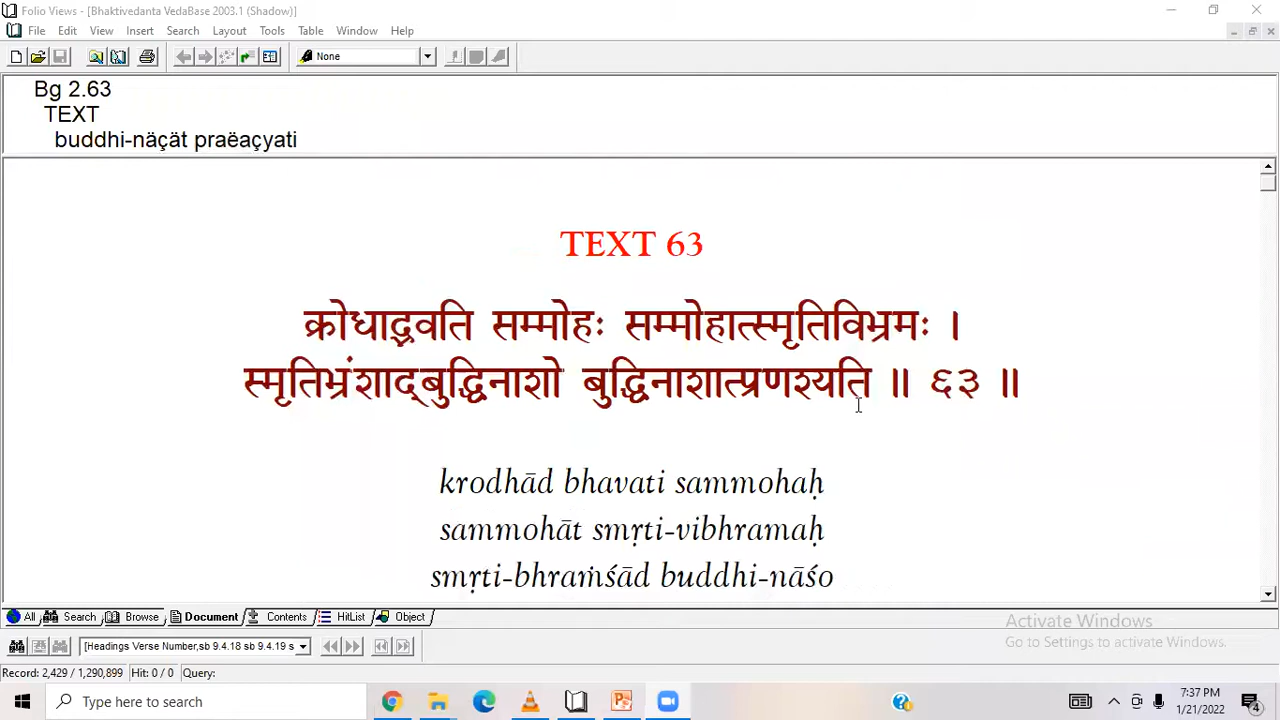 Folio Views - [Bhaktivedanta VedaBase 2003.1 (Shadow)]
File Edit View Insert Search Layout Tools Table Window Help
None
Bg 2.63
TEXT
buddhi-näçät praëaçyati
TEXT 63
क्रोधाद्भवति सम्मोहः सम्मोहात्स्मृतिविभ्रमः ।
स्मृतिभ्रंशाद्बुद्धिनाशो बुद्धिनाशात्प्रणश्यति ॥ ६३ ॥
krodhād bhavati sammohaḥ
sammohāt smṛti-vibhramaḥ
smṛti-bhraṁśād buddhi-nāśo
Activate Windows
Go to Settings to activate Windows.
All Search Browse Document Contents HitList Object
[Headings Verse Number,sb 9.4.18 sb 9.4.19 s
Record: 2,429 / 1,290,899 Hit: 0 / 0 Query:
Type here to search
7:37 PM
1/21/2022
4